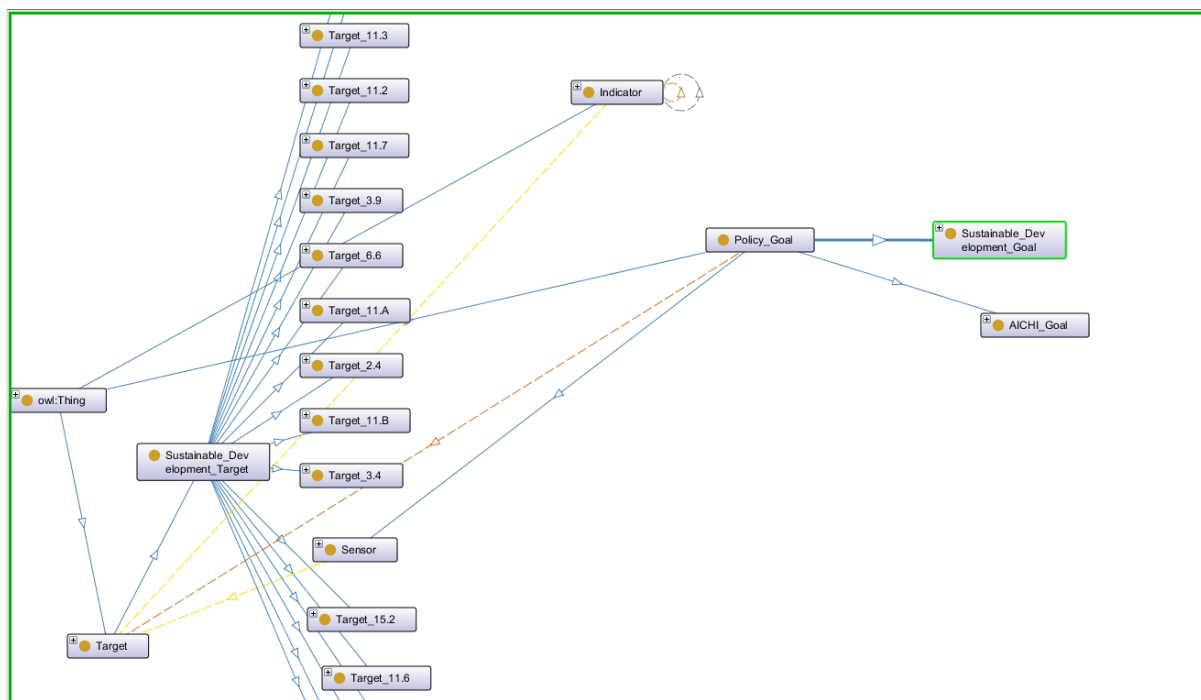 Target_11.3
Target_11.2
Indicator
Target_11.7
Target_3.9
Sustainable_Dev
elopment_Goal
Policy_Goal
Target_6.6
Target_11.A
AICHI_Goal
Target_2.4
owl:Thing
Target_11.B
Sustainable_Dev
elopment_Target
Target_3.4
Sensor
Target_15.2
Target
Target_11.6